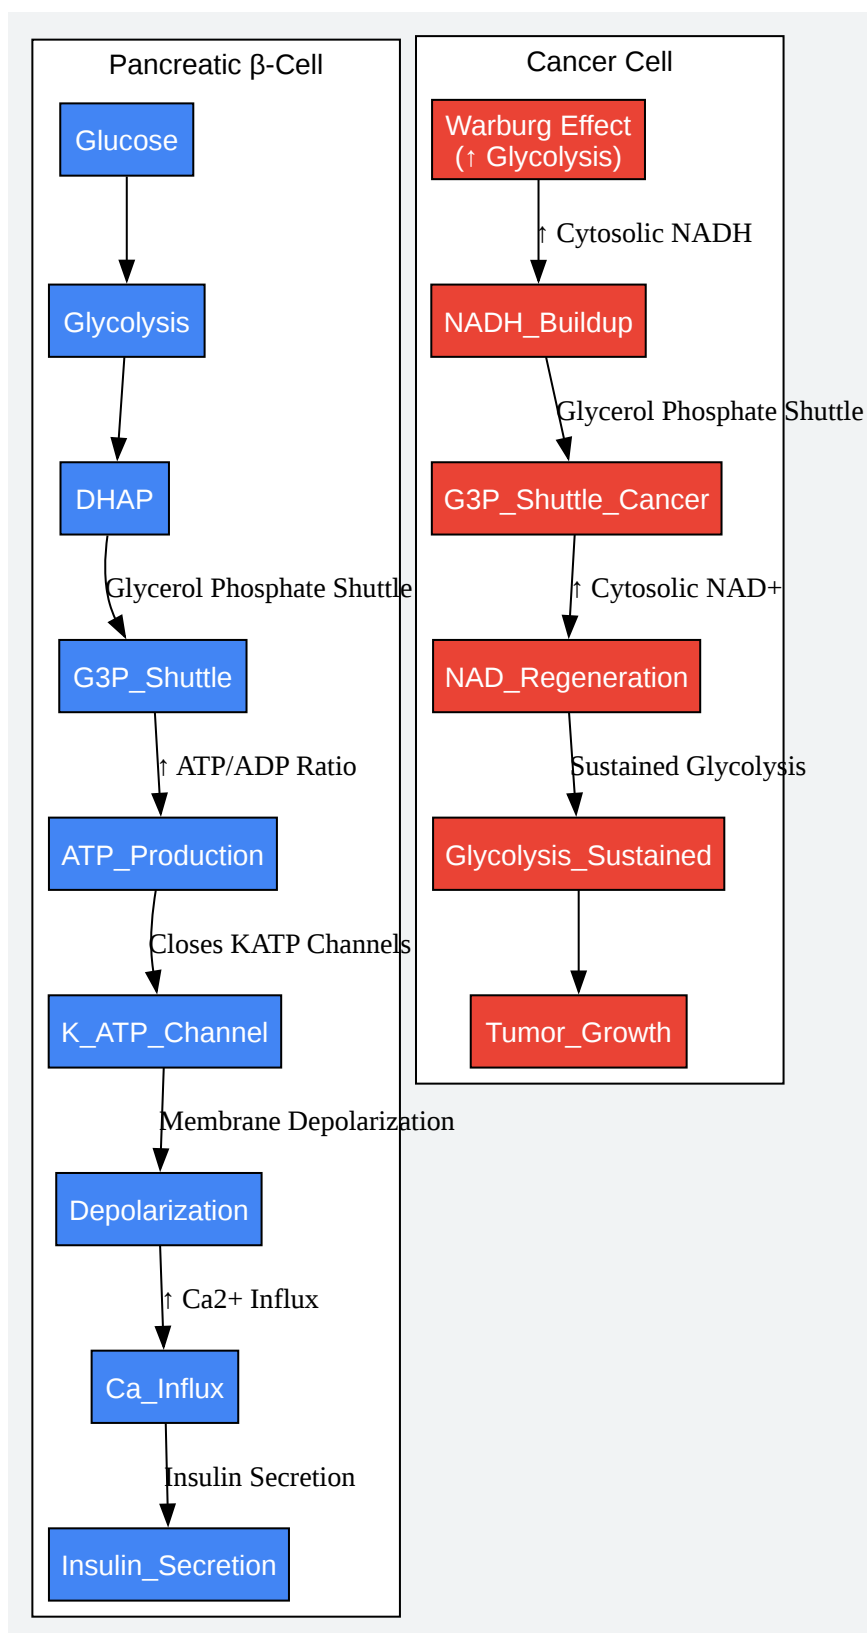 Pancreatic β-Cell
Glucose
Glycolysis
DHAP
Glycerol Phosphate Shuttle
G3P_Shuttle
↑ ATP/ADP Ratio
ATP_Production
Closes KATP Channels
K_ATP_Channel
Membrane Depolarization
Depolarization
↑ Ca2+ Influx
Ca_Influx
Insulin Secretion
Insulin_Secretion
Cancer Cell
Warburg Effect
(↑ Glycolysis)
↑ Cytosolic NADH
NADH_Buildup
Glycerol Phosphate Shuttle
G3P_Shuttle_Cancer
↑ Cytosolic NAD+
NAD_Regeneration
Sustained Glycolysis
Glycolysis_Sustained
Tumor_Growth